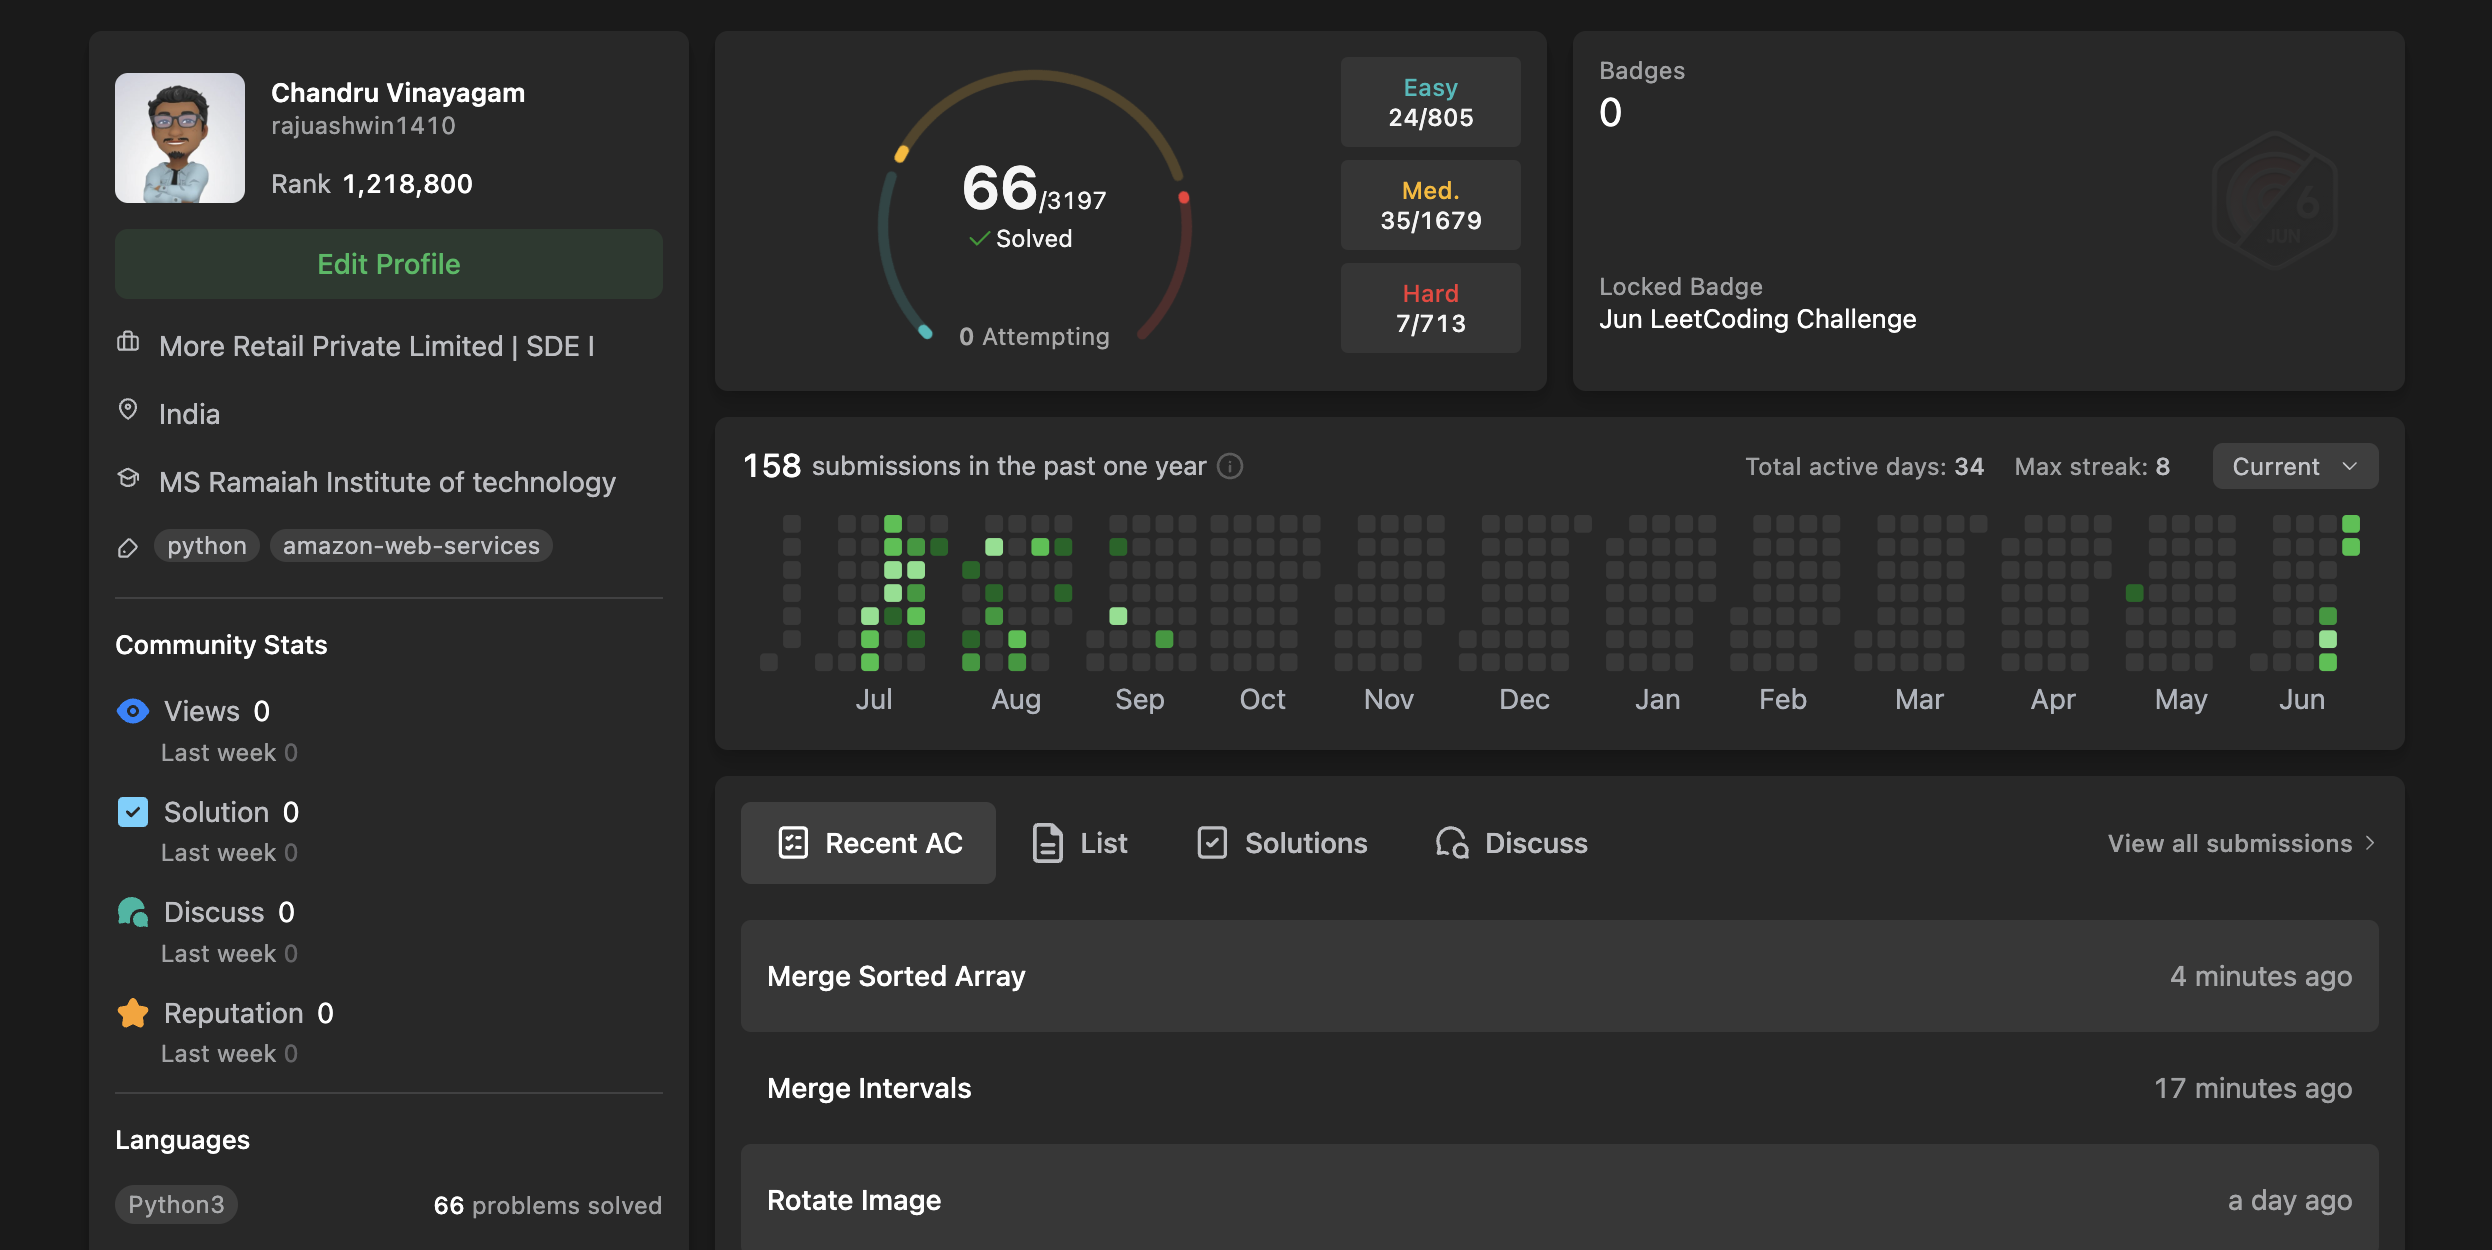 Chandru Vinayagam
rajuashwin1410
Rank 1,218,800
Edit Profile
More Retail Private Limited | SDE I
India
MS Ramaiah Institute of technology
python amazon-web-services
Community Stats
Views 0
Last week 0
Solution 0
Last week 0
Discuss 0
Last week 0
Reputation 0
Last week 0
Languages
Python3 66 problems solved
66/3197
Solved
0 Attempting
Easy
24/805
Med.
35/1679
Hard
7/713
Badges
0
6
JUN
Locked Badge
Jun LeetCoding Challenge
158 submissions in the past one year Total active days: 34 Max streak: 8 Current
Jul Aug Sep Oct Nov Dec Jan Feb Mar Apr May Jun
Recent AC List Solutions Discuss View all submissions
Merge Sorted Array 4 minutes ago
Merge Intervals 17 minutes ago
Rotate Image a day ago